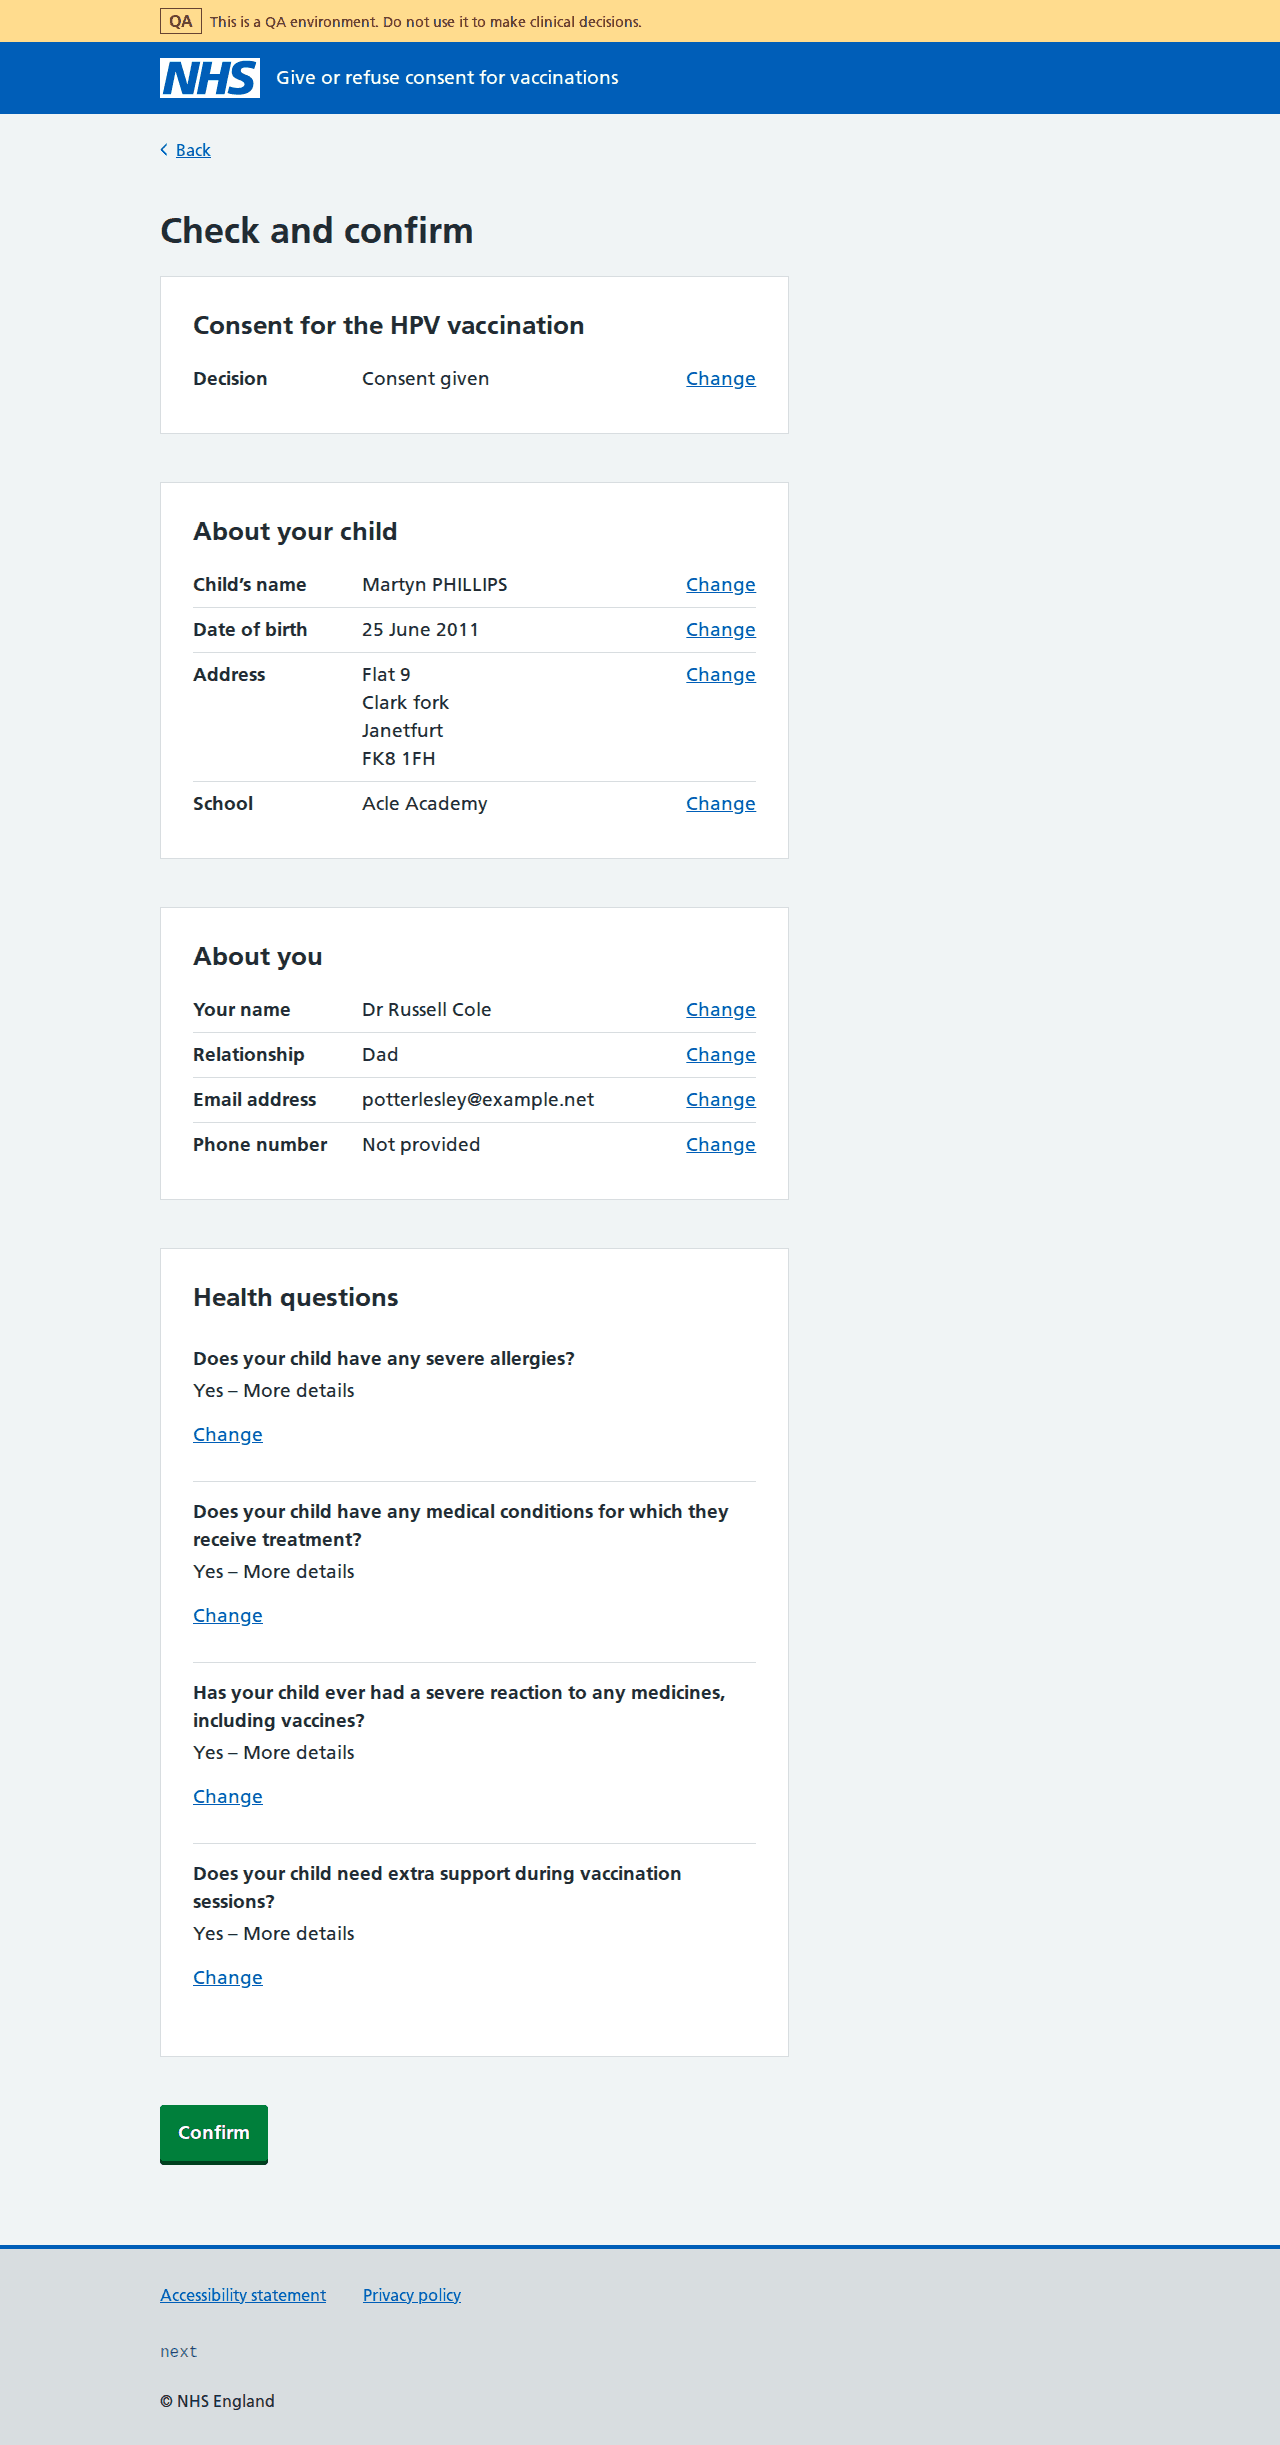 QA This is a QA environment. Do not use it to make clinical decisions.
NHS Give or refuse consent for vaccinations
Back
Check and confirm
Consent for the HPV vaccination
Decision Consent given Change
About your child
Child’s name Martyn PHILLIPS Change
Date of birth 25 June 2011 Change
Address Flat 9 Change
Clark fork
Janetfurt
FK8 1FH
School Acle Academy Change
About you
Your name Dr Russell Cole Change
Relationship Dad Change
Email address potterlesley@example.net Change
Phone number Not provided Change
Health questions
Does your child have any severe allergies?
Yes – More details
Change
Does your child have any medical conditions for which they
receive treatment?
Yes – More details
Change
Has your child ever had a severe reaction to any medicines,
including vaccines?
Yes – More details
Change
Does your child need extra support during vaccination
sessions?
Yes – More details
Change
Confirm
Accessibility statement Privacy policy
next
© NHS England